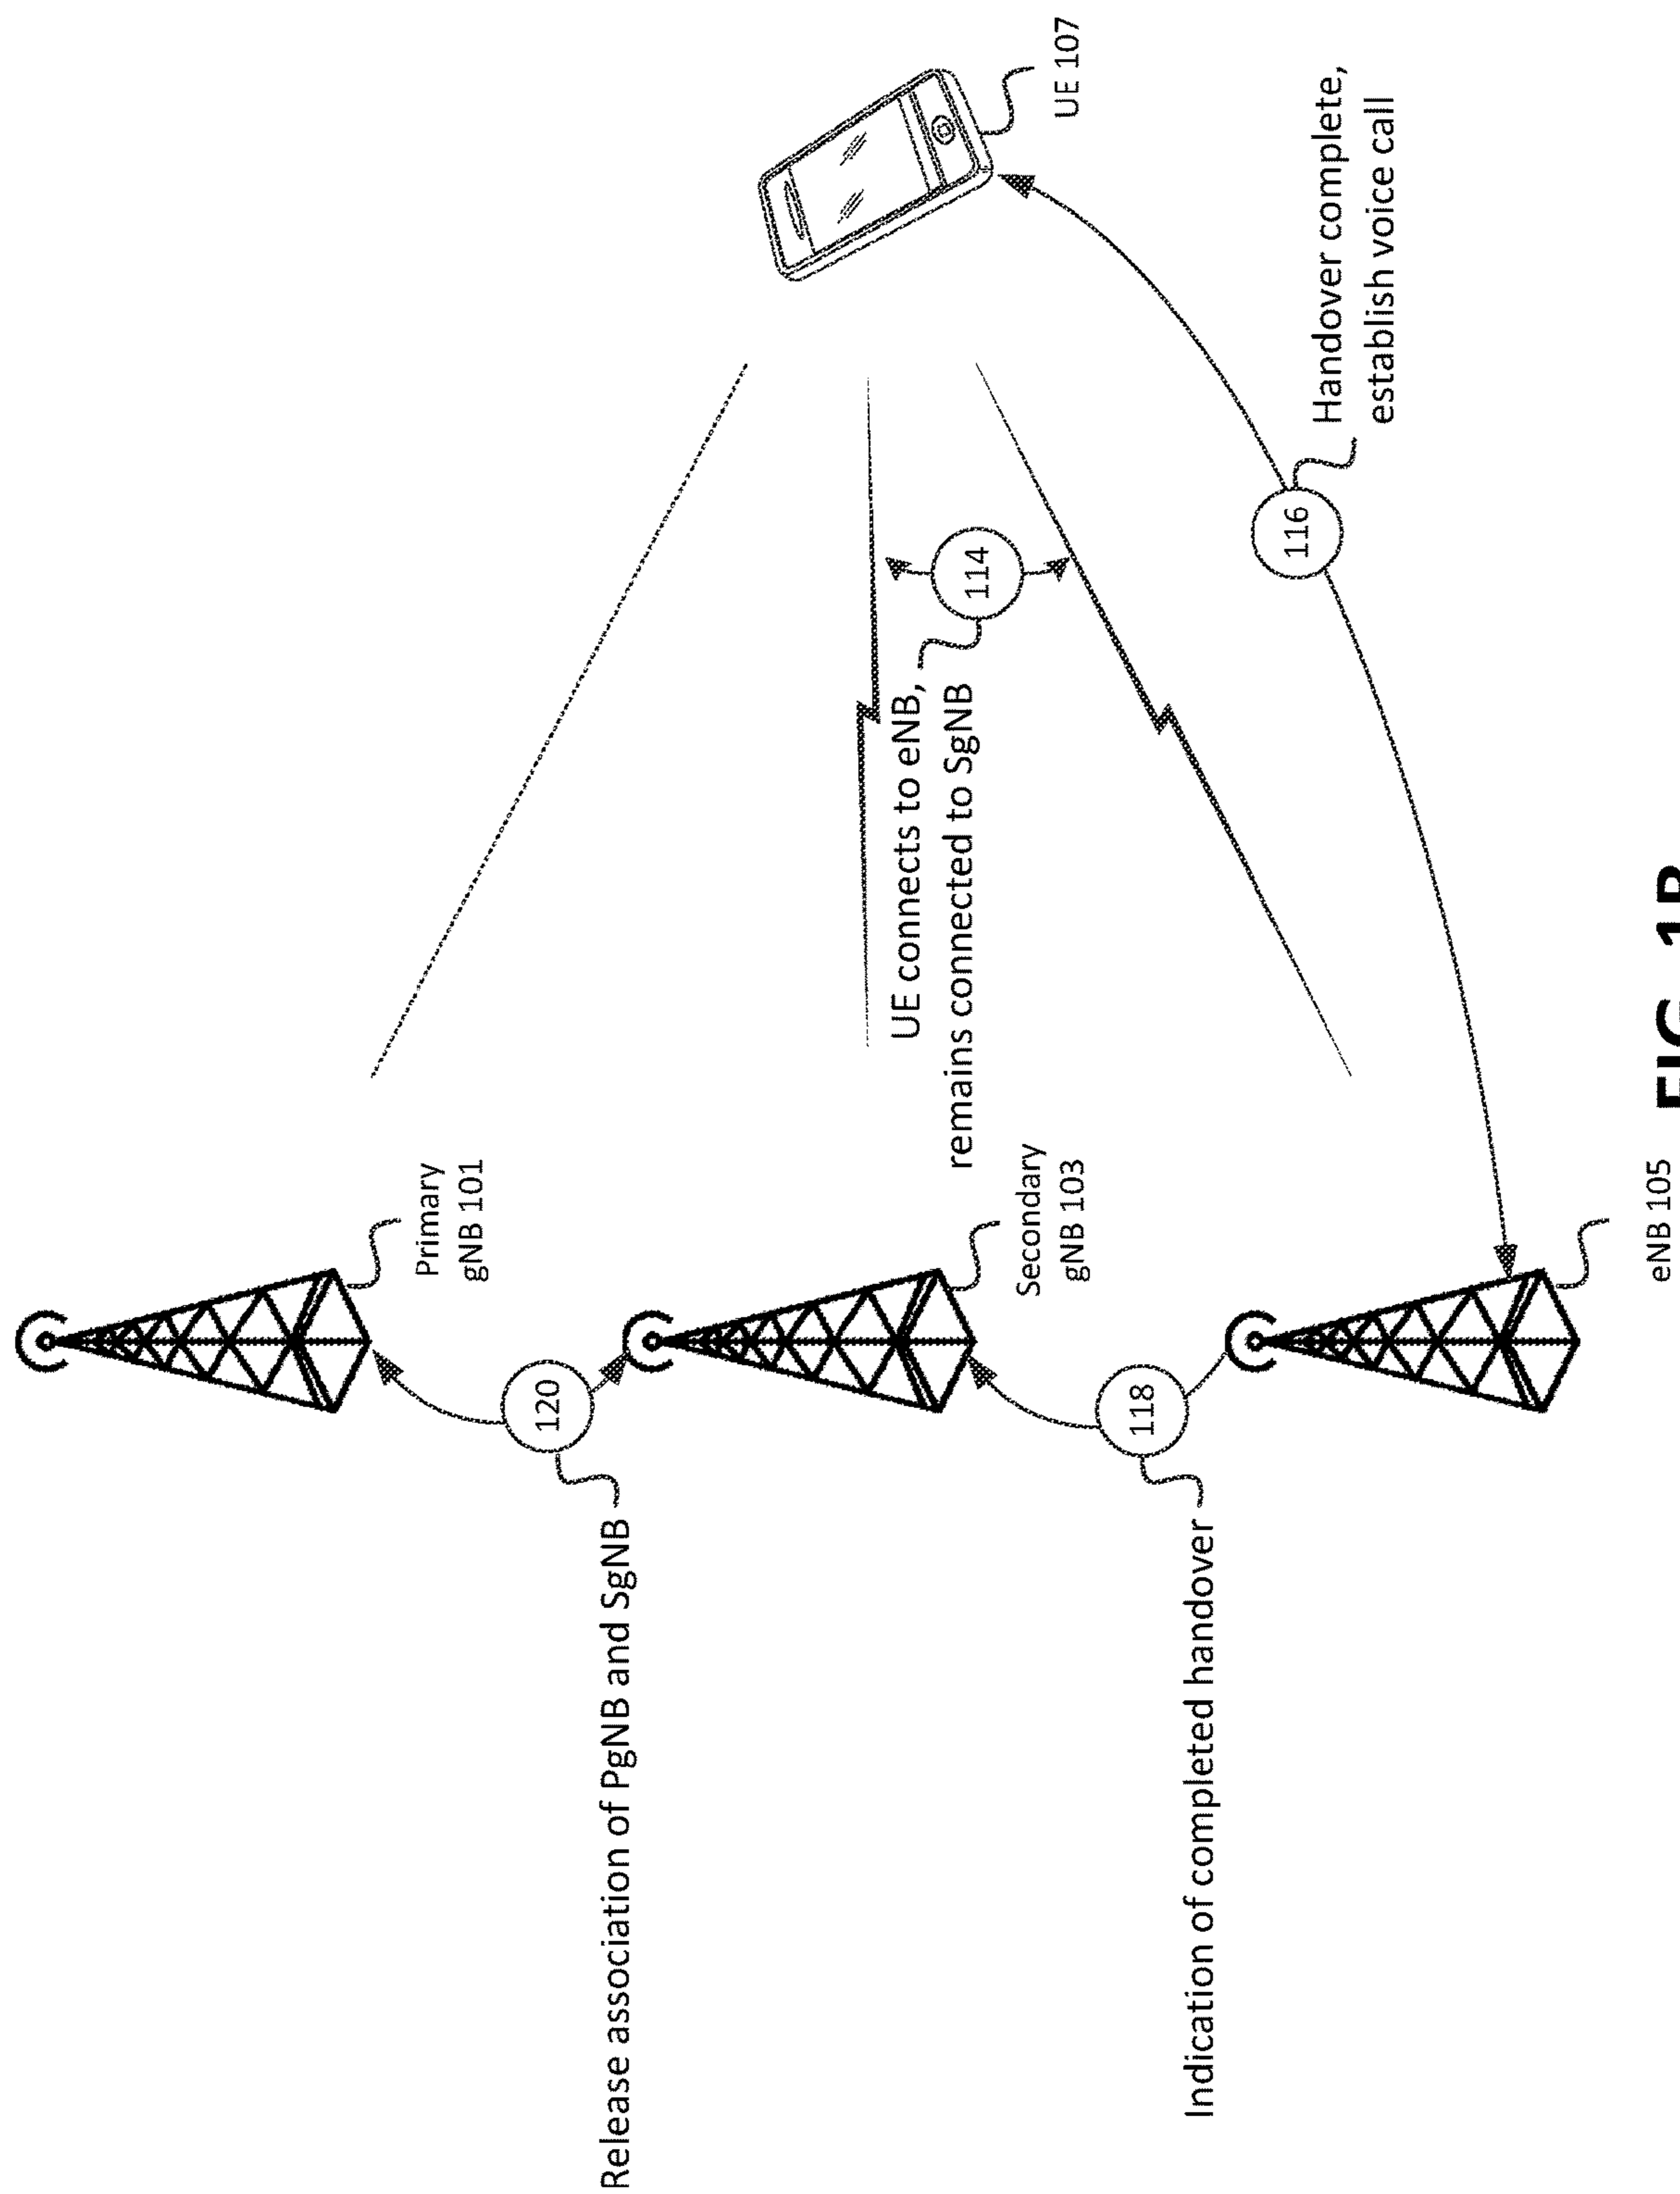 Release association of PgNB and SgNB
120
Primary
gNB 101
Indication of completed handover
118
Secondary
gNB 103
UE connects to eNB,
remains connected to SgNB
114
UE 107
116
Handover complete,
establish voice call
eNB 105
FIG. 1B